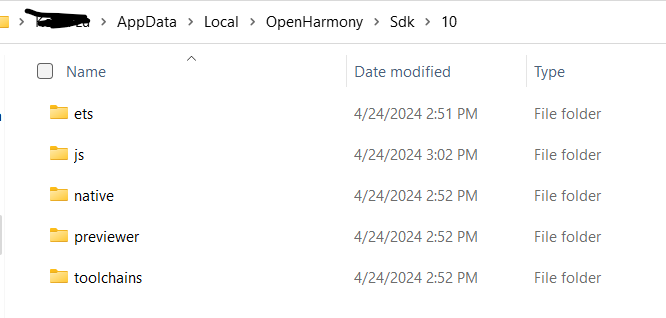 AppData > Local > OpenHarmony > Sdk > 10
Name Date modified Type
ets 4/24/2024 2:51 PM File folder
js 4/24/2024 3:02 PM File folder
native 4/24/2024 2:52 PM File folder
previewer 4/24/2024 2:52 PM File folder
toolchains 4/24/2024 2:52 PM File folder